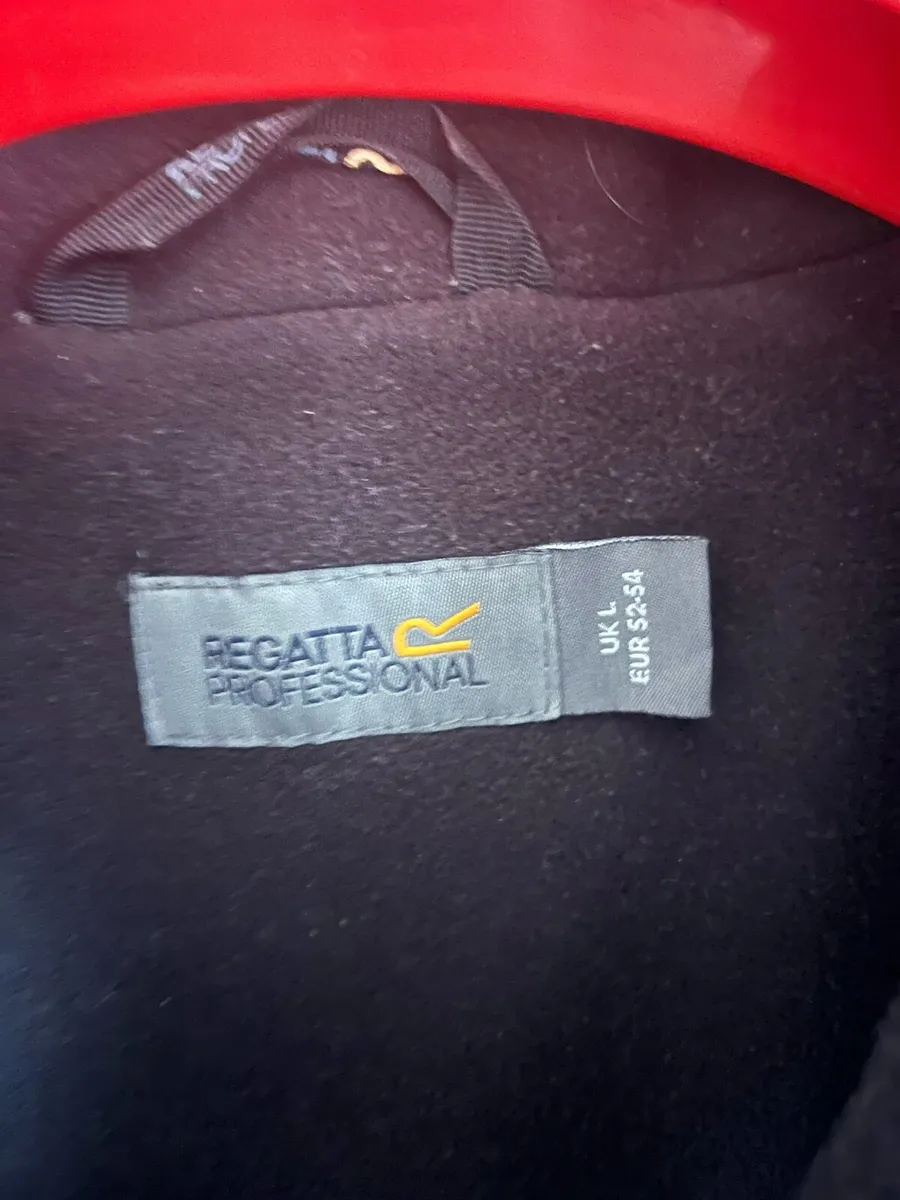 REGATTA
PROFESSIONAL
UK L
EUR 52-54